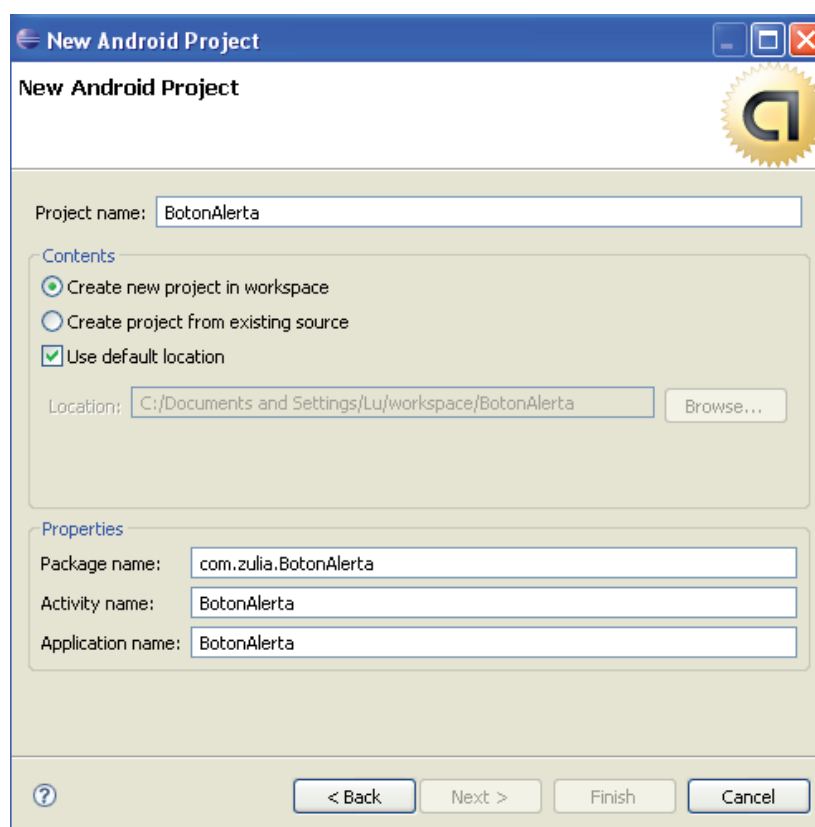 New Android Project
New Android Project
Project name: BotonAlerta
Contents
Create new project in workspace
Create project from existing source
Use default location
Location: C:/Documents and Settings/Lu/workspace/BotonAlerta Browse...
Properties
Package name: com.zulia.BotonAlerta
Activity name: BotonAlerta
Application name: BotonAlerta
? < Back Next > Finish Cancel